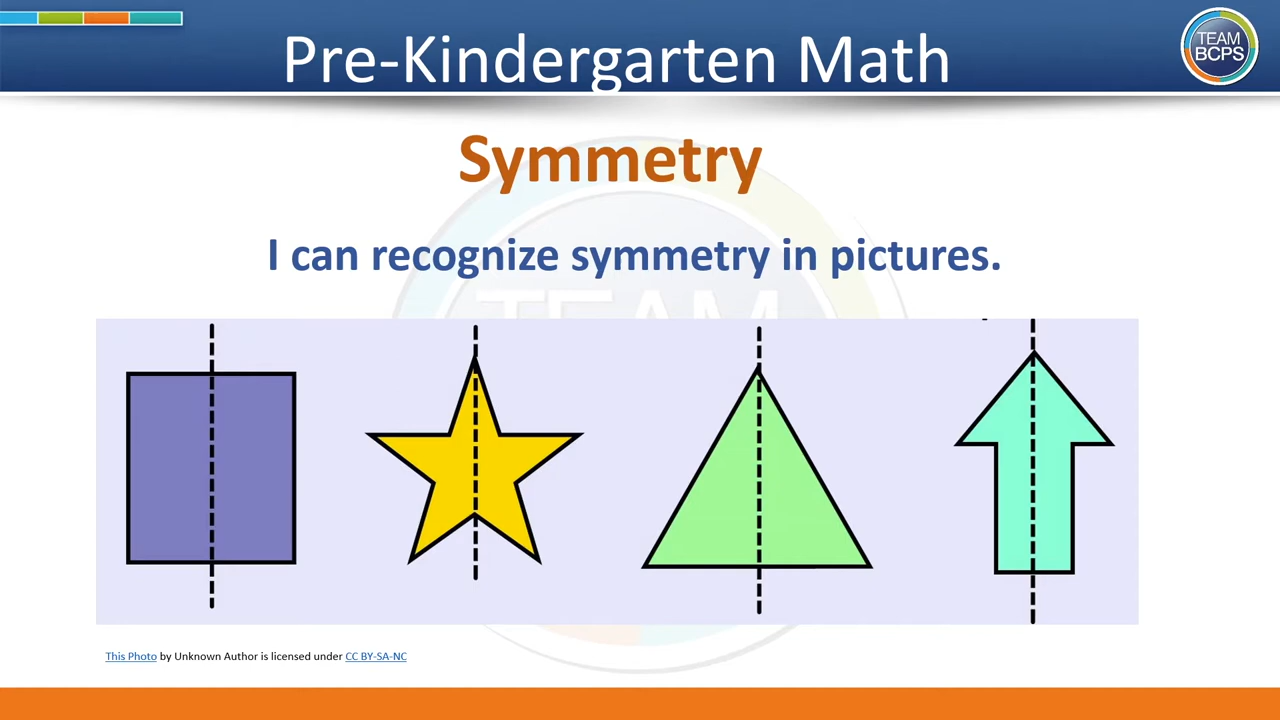 Pre-Kindergarten Math
TEAM
BCPS
Symmetry
I can recognize symmetry in pictures.
TEAM
This Photo by Unknown Author is licensed under CC BY-SA-NC